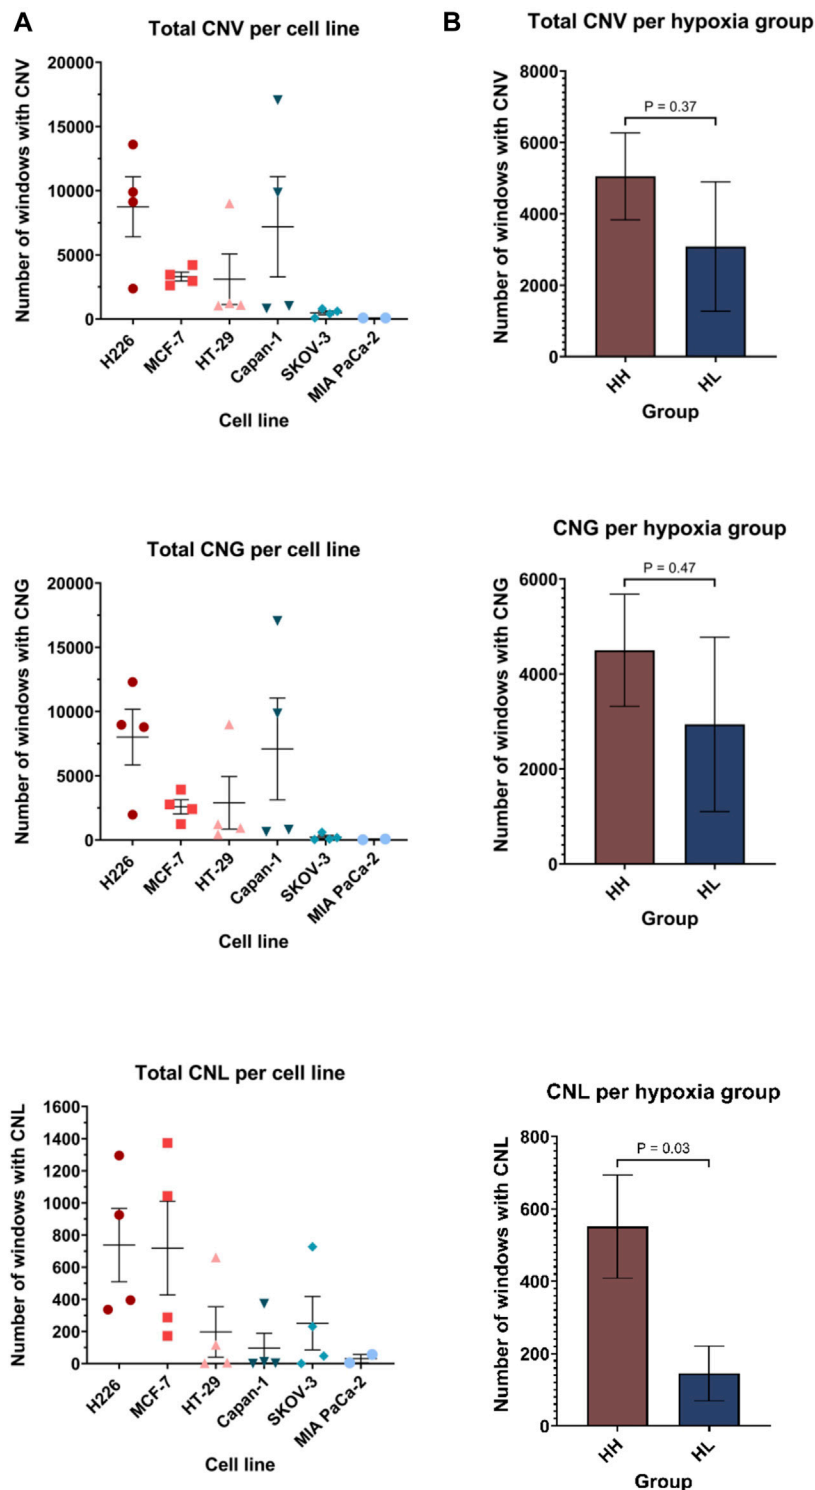 A
Total CNV per cell line
Number of windows with CNV
20000
15000
10000
5000
0
H226
MCF-7
HT-29
Capan-1
SKOV-3
MIA PaCa-2
Cell line
B
Total CNV per hypoxia group
Number of windows with CNV
8000
6000
4000
2000
0
P = 0.37
HH
HL
Group
Total CNG per cell line
Number of windows with CNG
20000
15000
10000
5000
0
H226
MCF-7
HT-29
Capan-1
SKOV-3
MIA PaCa-2
Cell line
CNG per hypoxia group
Number of windows with CNG
6000
4000
2000
0
P = 0.47
HH
HL
Group
Total CNL per cell line
Number of windows with CNL
1600
1400
1200
1000
800
600
400
200
0
H226
MCF-7
HT-29
Capan-1
SKOV-3
MIA PaCa-2
Cell line
CNL per hypoxia group
Number of windows with CNL
800
600
400
200
0
P = 0.03
HH
HL
Group